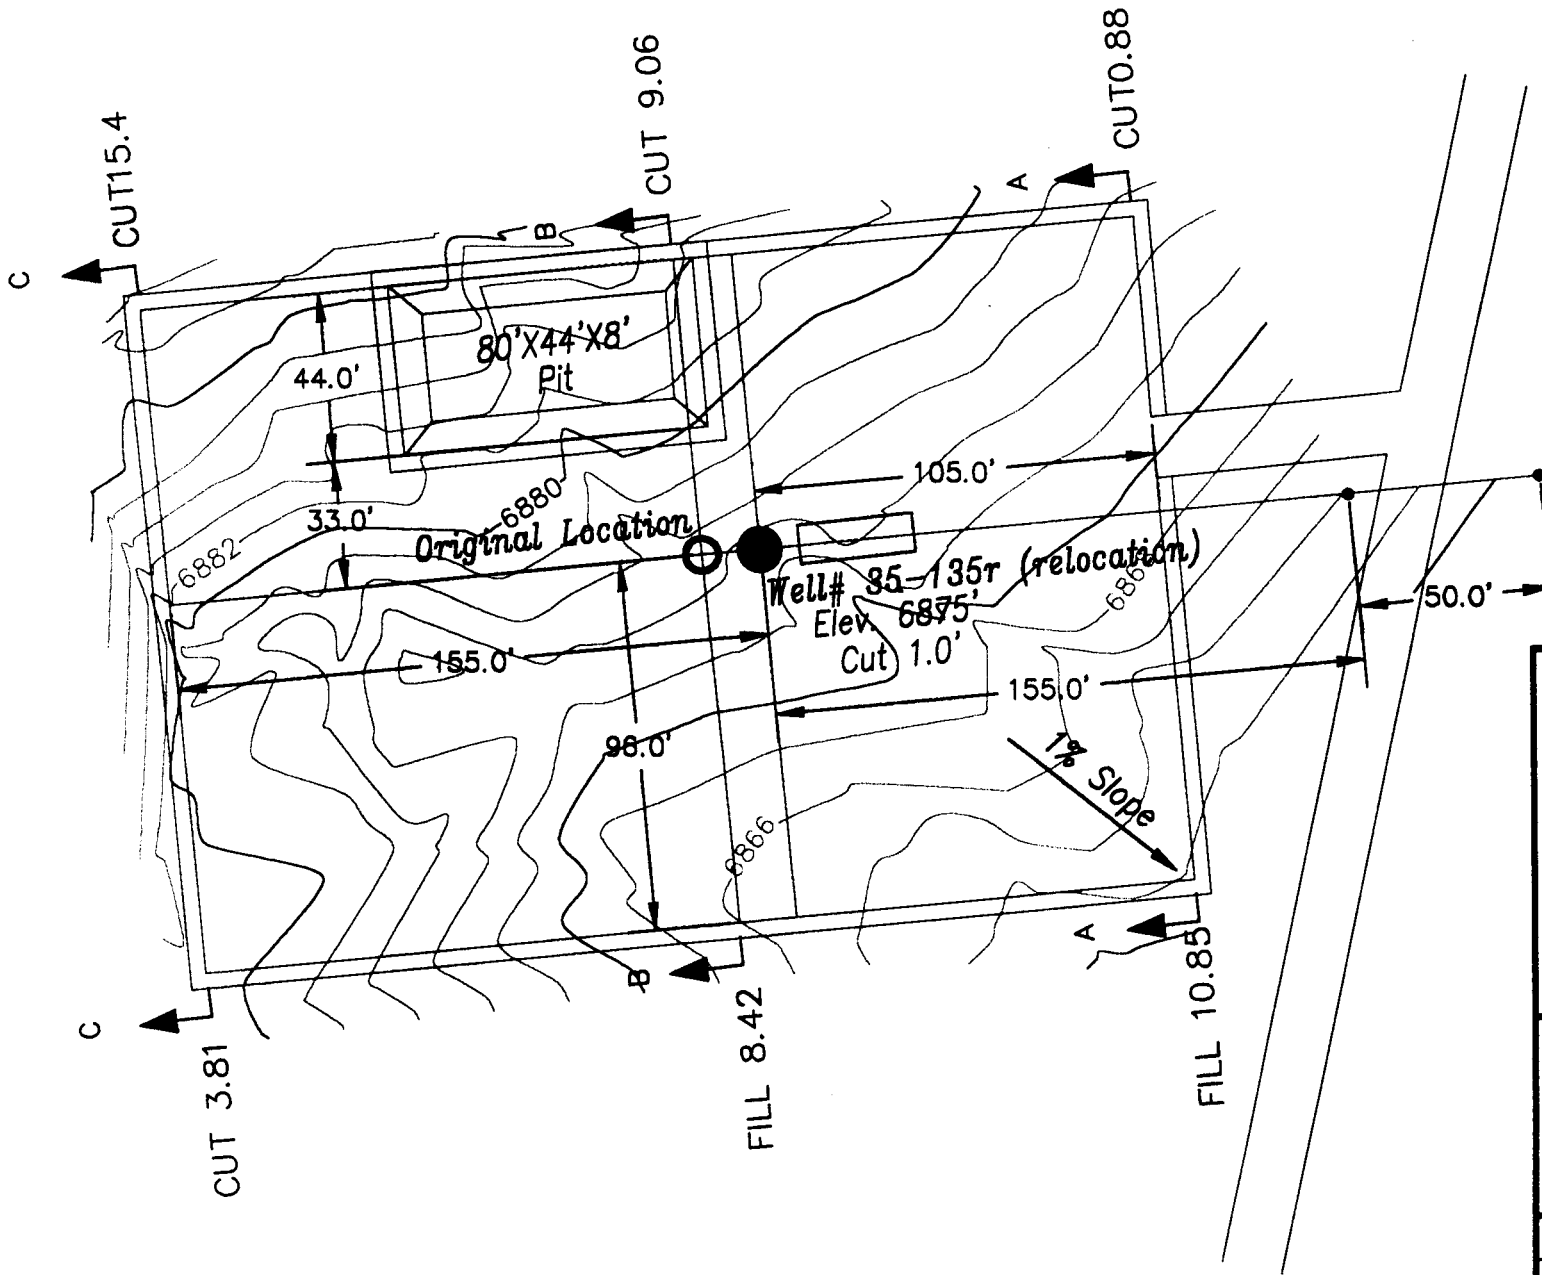 C
CUT15.4
CUT 9.06
CUT0.88
A
B
44.0'
80'X44'X8'
Pit
33.0'
6880
105.0'
Original Location
6882
Well# 35-135r (relocation)
Elev. 6875'
Cut 1.0'
50.0'
155.0'
155.0'
96.0'
1% Slope
6866
A
B
C
CUT 3.81
FILL 8.42
FILL 10.85